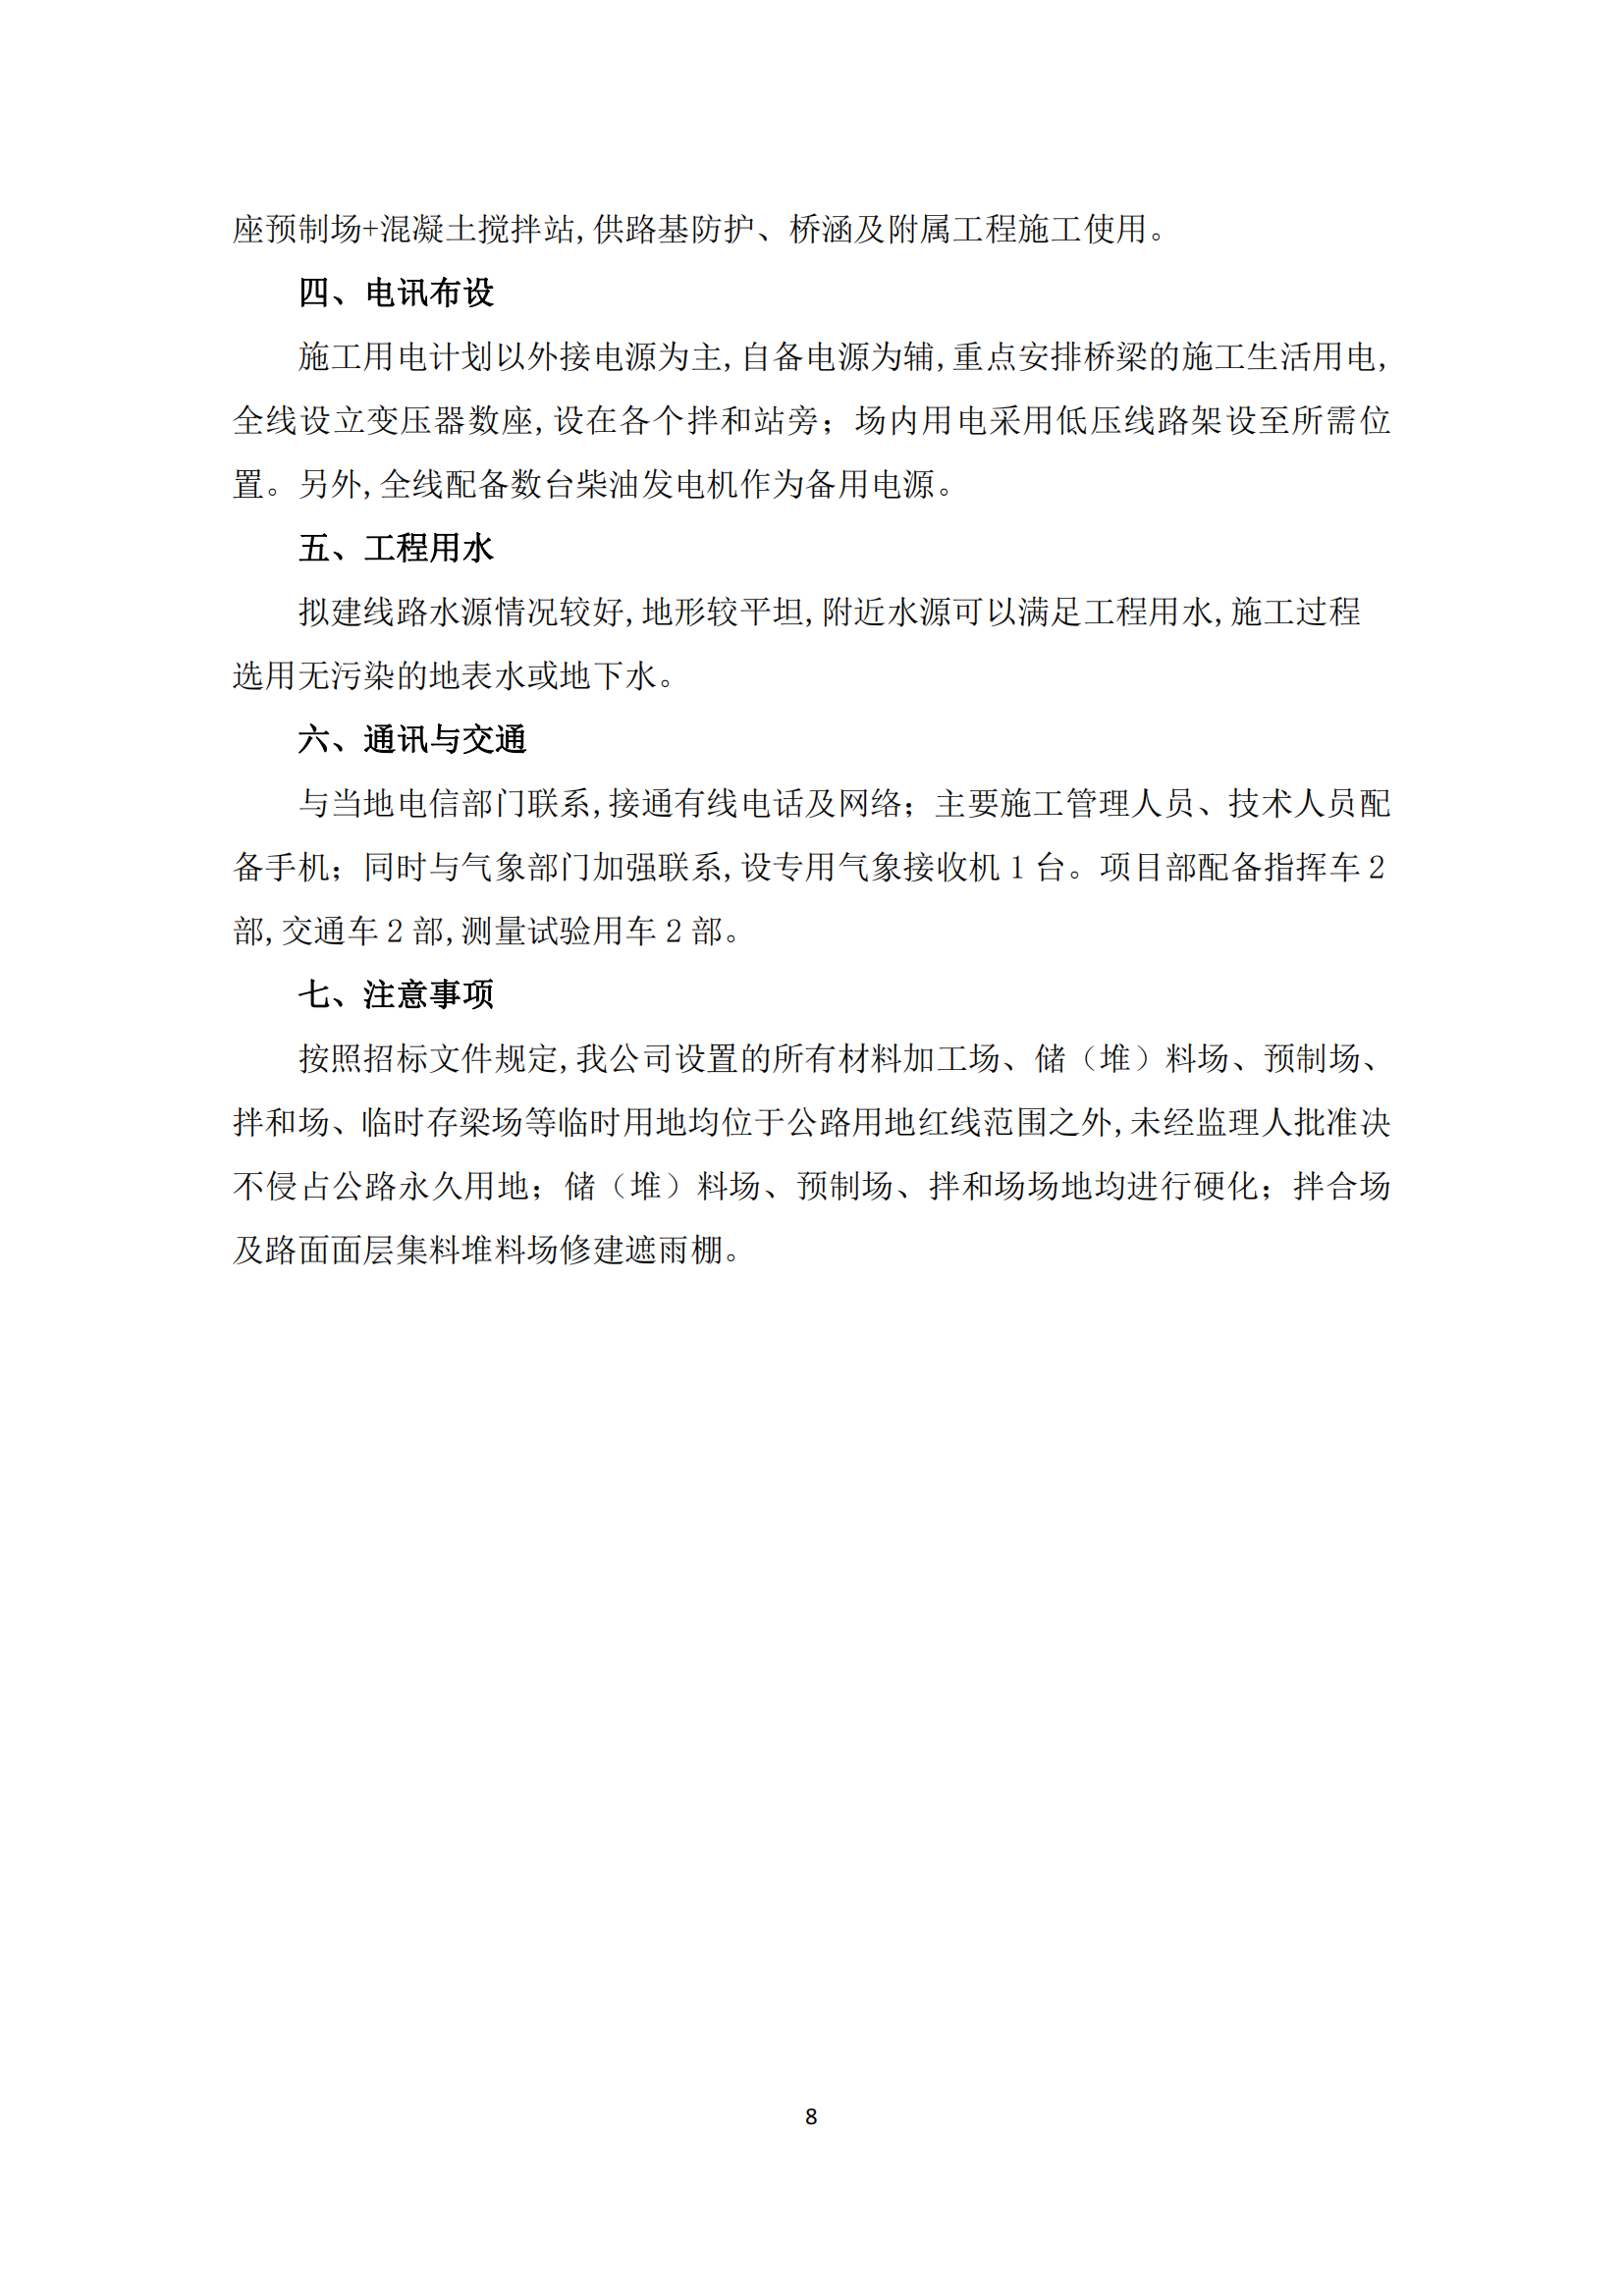 座预制场+混凝土搅拌站,供路基防护、桥涵及附属工程施工使用。
四、电讯布设
施工用电计划以外接电源为主,自备电源为辅,重点安排桥梁的施工生活用电,
全线设立变压器数座,设在各个拌和站旁；场内用电采用低压线路架设至所需位
置。另外,全线配备数台柴油发电机作为备用电源。
五、工程用水
拟建线路水源情况较好,地形较平坦,附近水源可以满足工程用水,施工过程
选用无污染的地表水或地下水。
六、通讯与交通
与当地电信部门联系,接通有线电话及网络；主要施工管理人员、技术人员配
备手机；同时与气象部门加强联系,设专用气象接收机 1 台。项目部配备指挥车 2
部,交通车 2 部,测量试验用车 2 部。
七、注意事项
按照招标文件规定,我公司设置的所有材料加工场、储（堆）料场、预制场、
拌和场、临时存梁场等临时用地均位于公路用地红线范围之外,未经监理人批准决
不侵占公路永久用地；储（堆）料场、预制场、拌和场场地均进行硬化；拌合场
及路面面层集料堆料场修建遮雨棚。
8